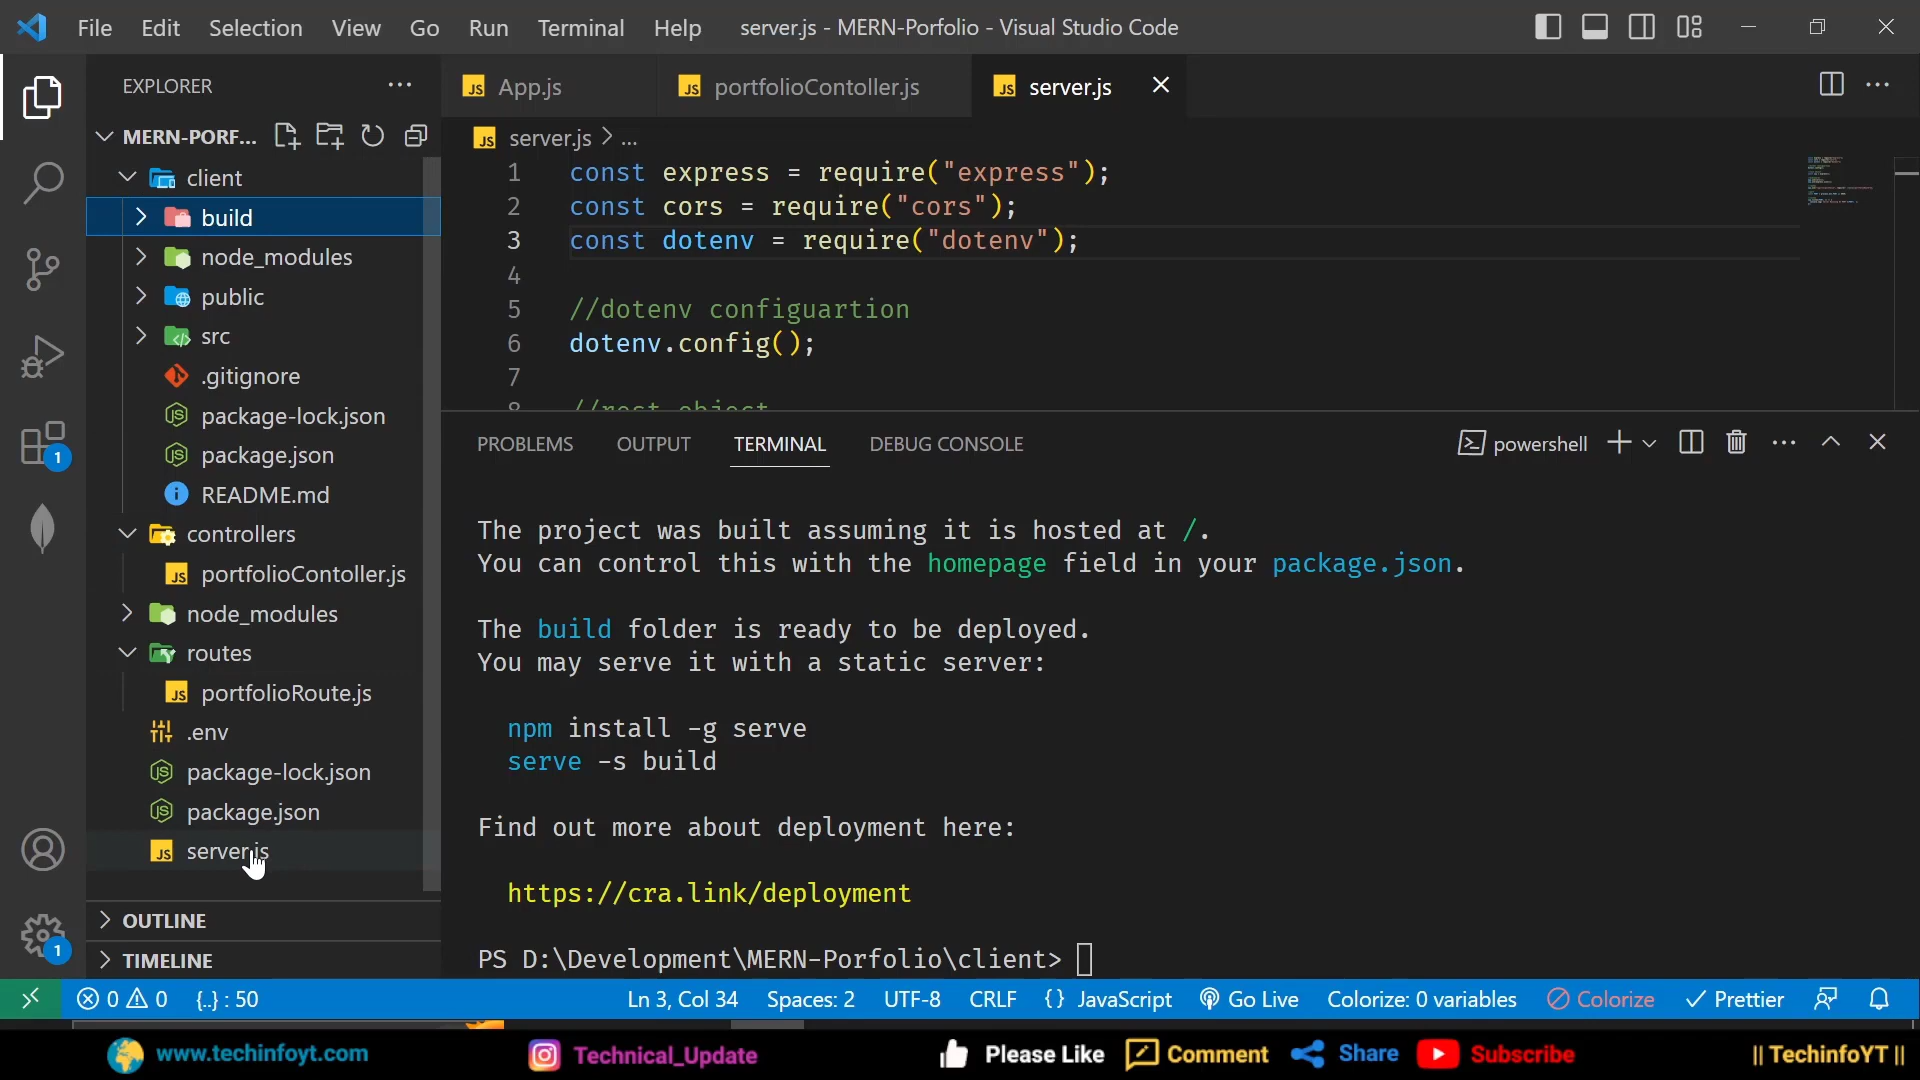 File Edit Selection View Go Run Terminal Help server.js - MERN-Porfolio - Visual Studio Code
EXPLORER
App.js
portfolioContoller.js
server.js
MERN-PORF...
server.js > ...
client
build
node_modules
public
src
.gitignore
package-lock.json
package.json
README.md
controllers
portfolioContoller.js
node_modules
routes
portfolioRoute.js
.env
package-lock.json
package.json
server.js
OUTLINE
TIMELINE
1 const express = require("express");
2 const cors = require("cors");
3 const dotenv = require("dotenv");
4
5 //dotenv configuartion
6 dotenv.config();
7
8 //rest object
PROBLEMS OUTPUT TERMINAL DEBUG CONSOLE
powershell
The project was built assuming it is hosted at /.
You can control this with the homepage field in your package.json.
The build folder is ready to be deployed.
You may serve it with a static server:
npm install -g serve
serve -s build
Find out more about deployment here:
https://cra.link/deployment
PS D:\Development\MERN-Porfolio\client>
1
1
0 0 {..} : 50 Ln 3, Col 34 Spaces: 2 UTF-8 CRLF {} JavaScript Go Live Colorize: 0 variables Colorize Prettier
www.techinfoyt.com Technical_Update Please Like Comment Share Subscribe || TechinfoYT ||